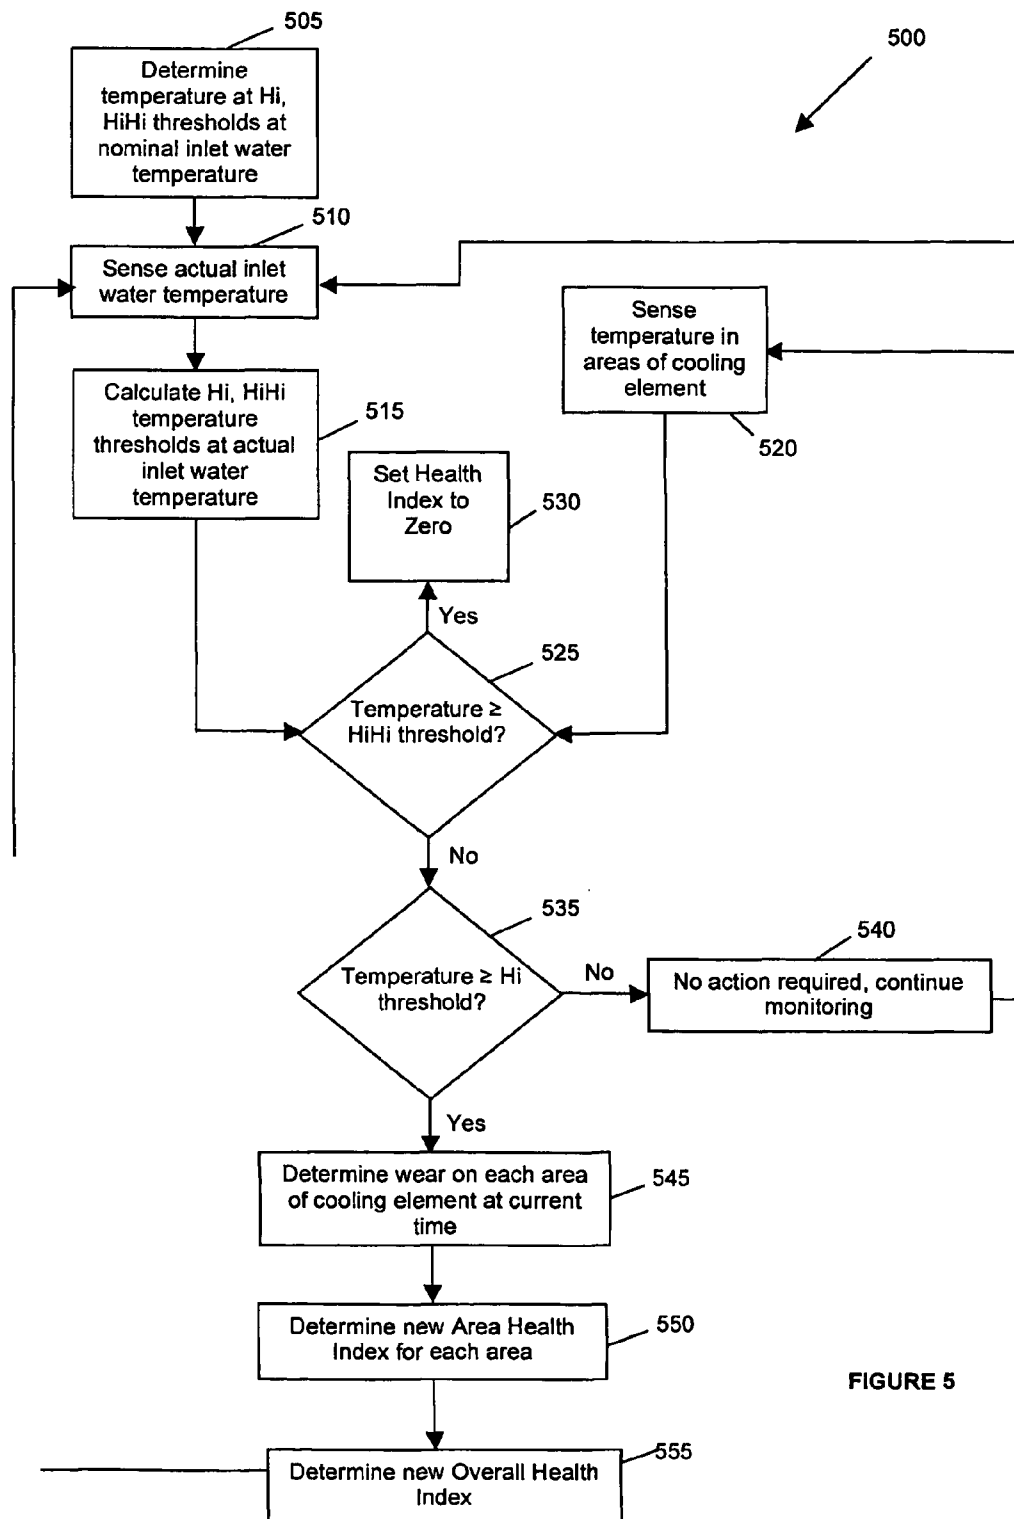 505
500
Determine
temperature at Hi,
HiHi thresholds at
nominal inlet water
temperature
510
Sense actual inlet
water temperature
Sense
temperature in
areas of cooling
element
520
Calculate Hi, HiHi
temperature
thresholds at actual
inlet water
temperature
515
Set Health
Index to
Zero
530
Yes
525
Temperature ≥
HiHi threshold?
No
535
Temperature ≥ Hi
threshold?
No
540
No action required, continue
monitoring
Yes
Determine wear on each area
of cooling element at current
time
545
Determine new Area Health
Index for each area
550
FIGURE 5
555
Determine new Overall Health
Index